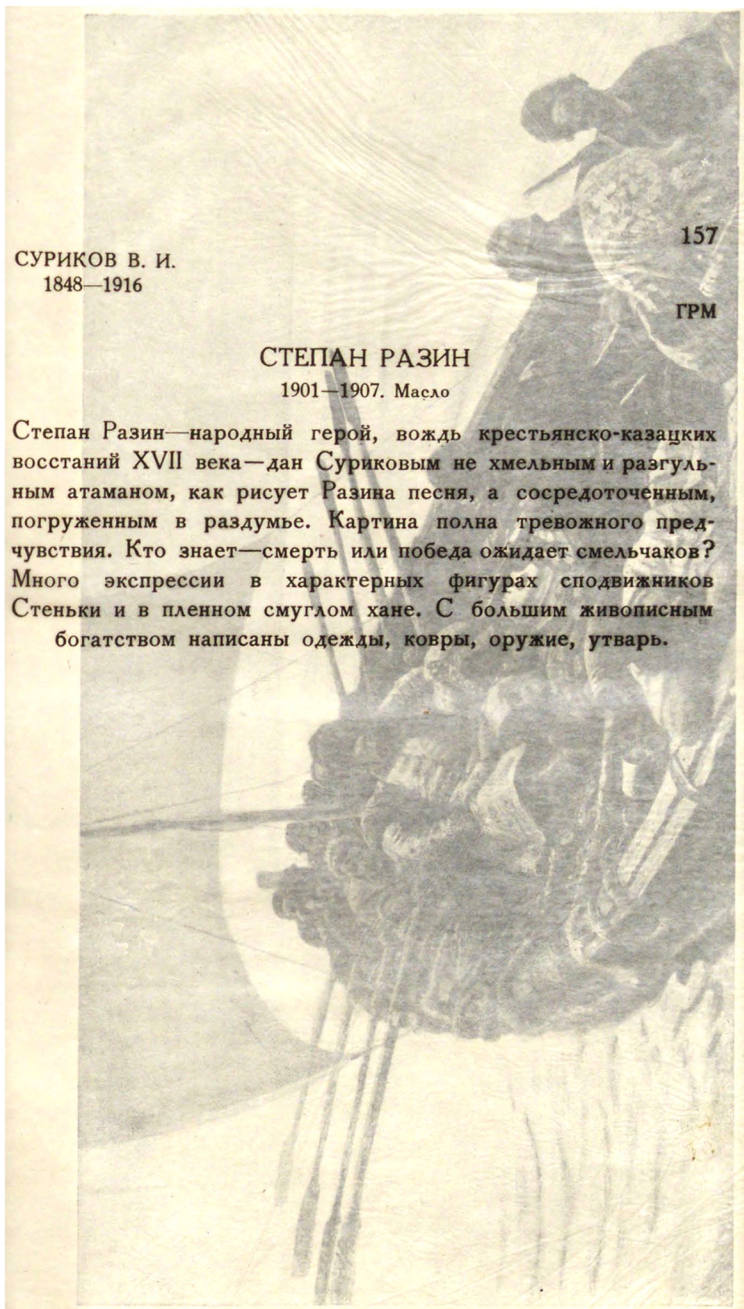 157
СУРИКОВ В. И.
1848—1916
ГРМ
СТЕПАН РАЗИН
1901—1907. Масло
Степан Разин—народный герой, вождь крестьянско-казацких
восстаний XVII века—дан Суриковым не хмельным и разгуль-
ным атаманом, как рисует Разина песня, а сосредоточенным,
погруженным в раздумье. Картина полна тревожного пред-
чувствия. Кто знает—смерть или победа ожидает смельчаков?
Много экспрессии в характерных фигурах сподвижников
Стеньки и в пленном смуглом хане. С большим живописным
богатством написаны одежды, ковры, оружие, утварь.